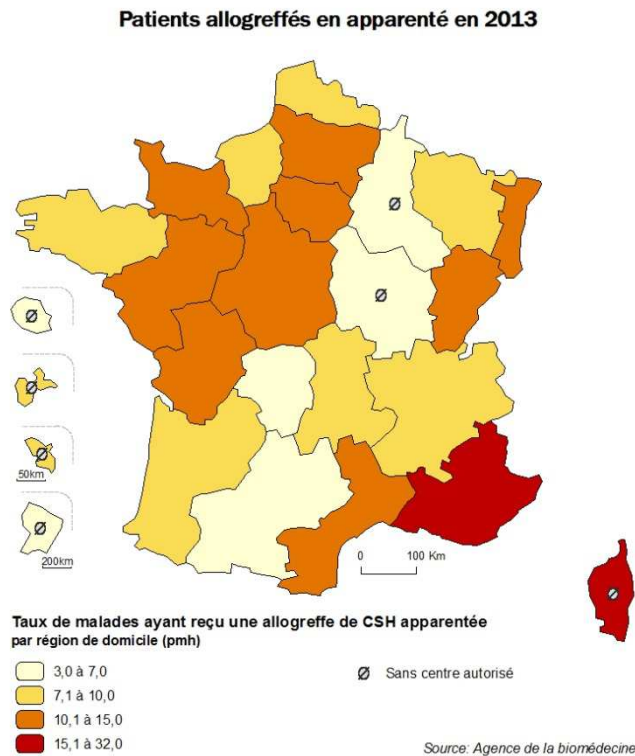 Patients allogreffés en apparenté en 2013
50km
200km
0 100 Km
Taux de malades ayant reçu une allogreffe de CSH apparentée
par région de domicile (pmh)
3,0 à 7,0
7,1 à 10,0
10,1 à 15,0
15,1 à 32,0
Sans centre autorisé
Source: Agence de la biomédecine